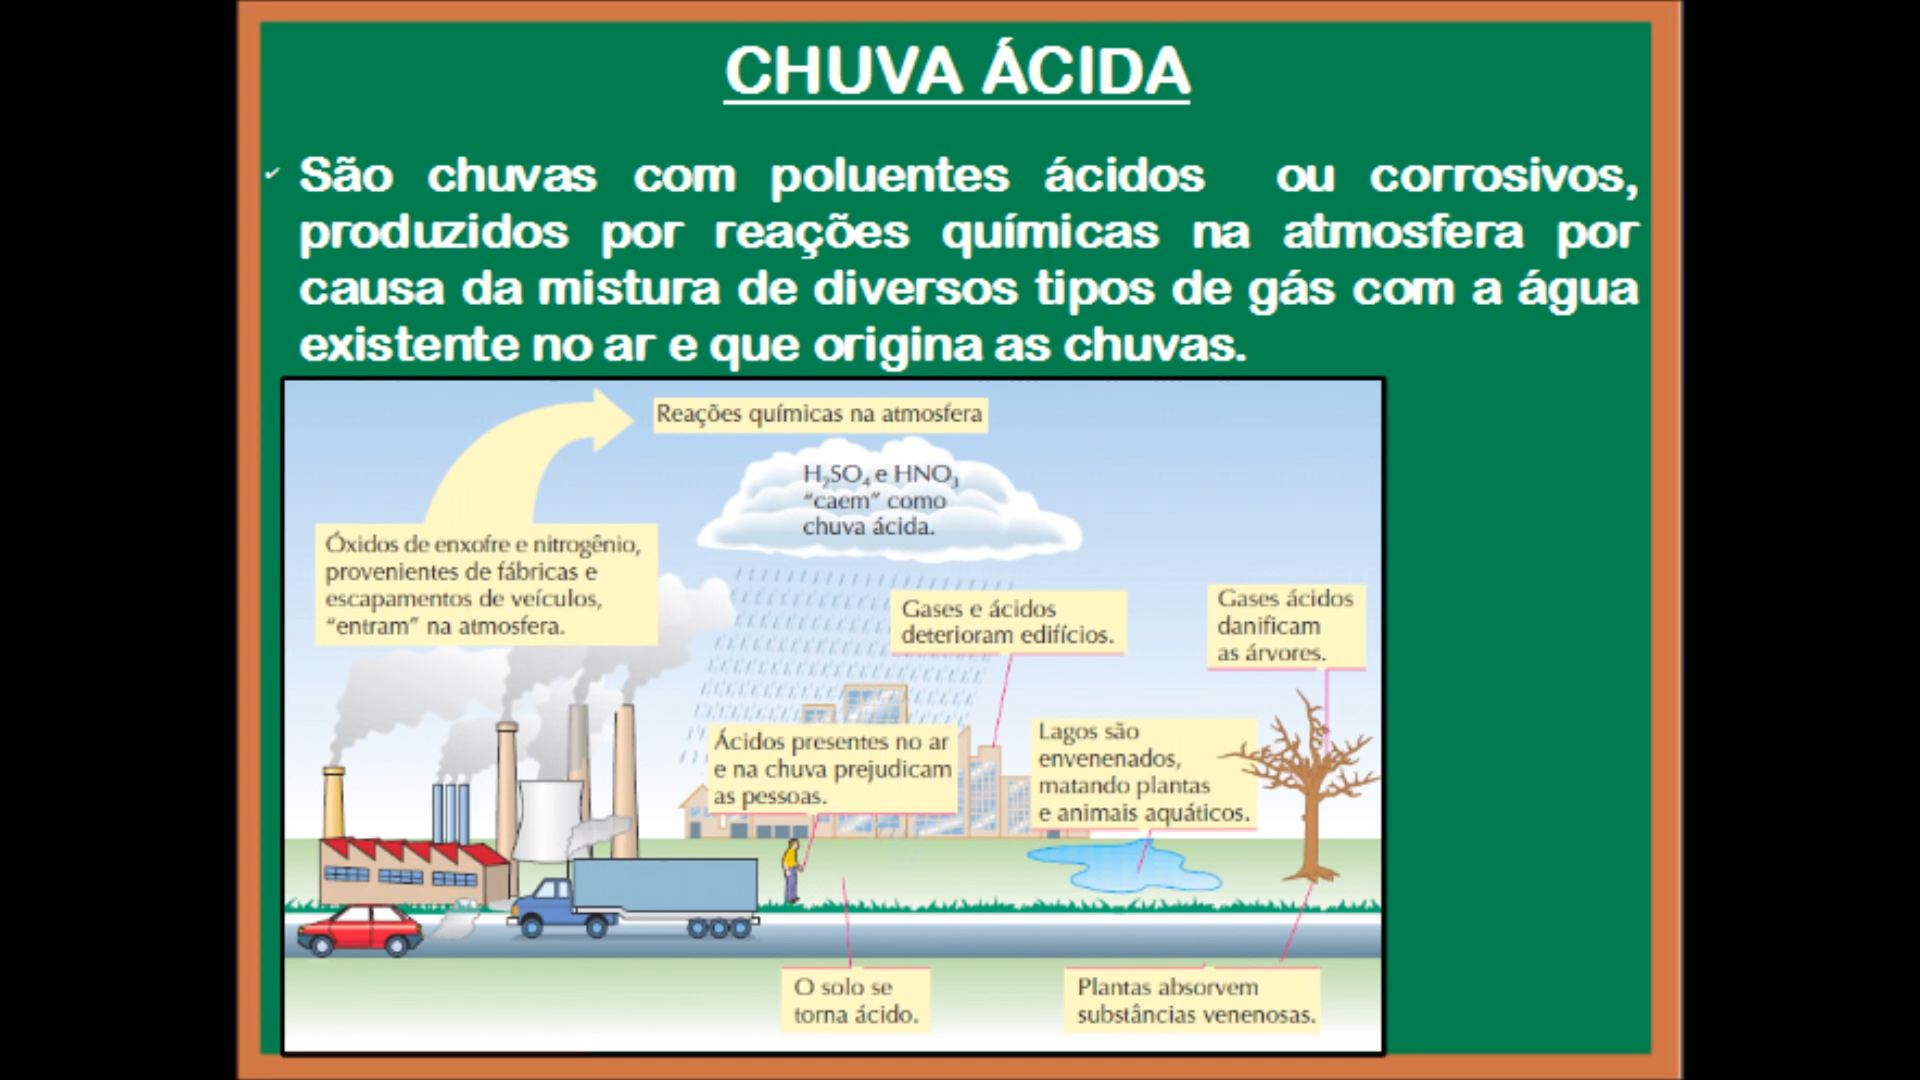 CHUVA ÁCIDA
✓ São chuvas com poluentes ácidos ou corrosivos,
produzidos por reações químicas na atmosfera por
causa da mistura de diversos tipos de gás com a água
existente no ar e que origina as chuvas.
Reações químicas na atmosfera
H₂SO₄ e HNO₃
“caem” como
chuva ácida.
Óxidos de enxofre e nitrogênio,
provenientes de fábricas e
escapamentos de veículos,
“entram” na atmosfera.
Gases e ácidos
deterioram edifícios.
Gases ácidos
danificam
as árvores.
Ácidos presentes no ar
e na chuva prejudicam
as pessoas.
Lagos são
envenenados,
matando plantas
e animais aquáticos.
O solo se
torna ácido.
Plantas absorvem
substâncias venenosas.